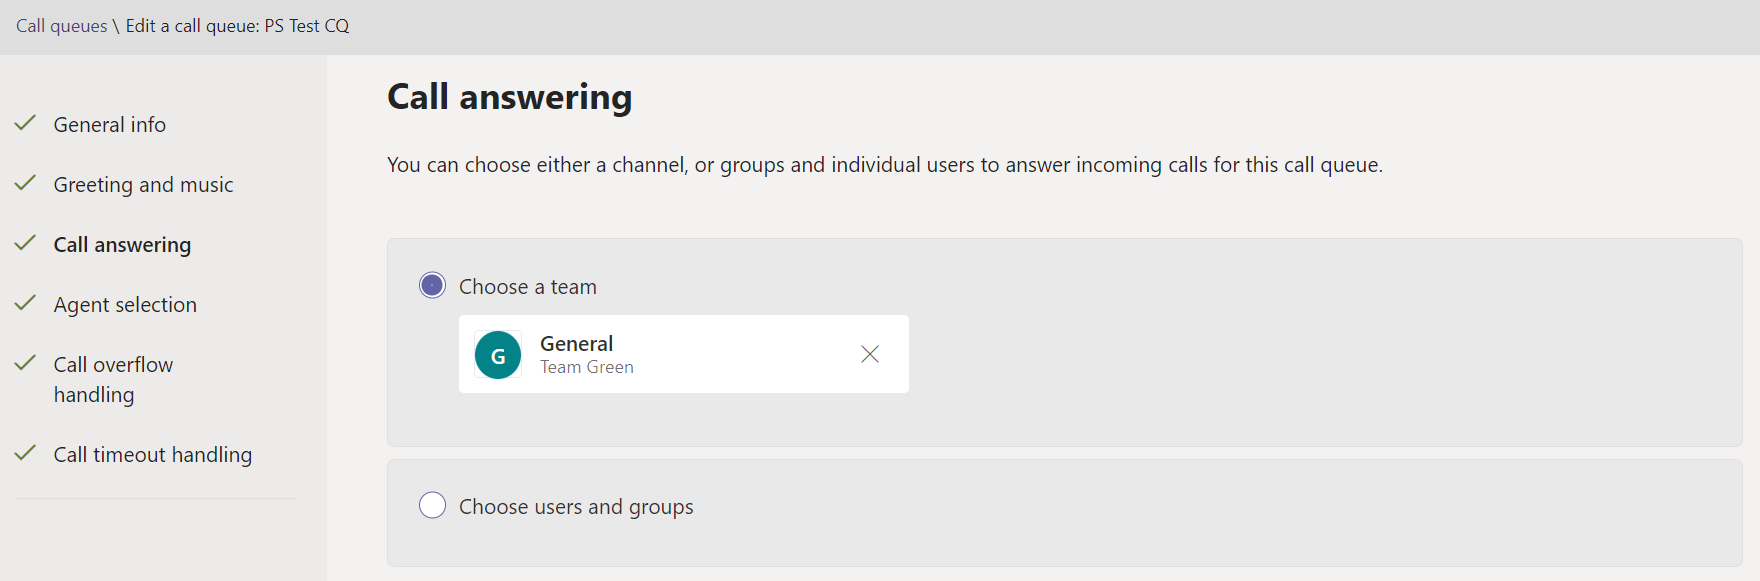 Call queues \ Edit a call queue: PS Test CQ
General info
Greeting and music
Call answering
Agent selection
Call overflow
handling
Call timeout handling
Call answering
You can choose either a channel, or groups and individual users to answer incoming calls for this call queue.
Choose a team
G
General
Team Green
Choose users and groups